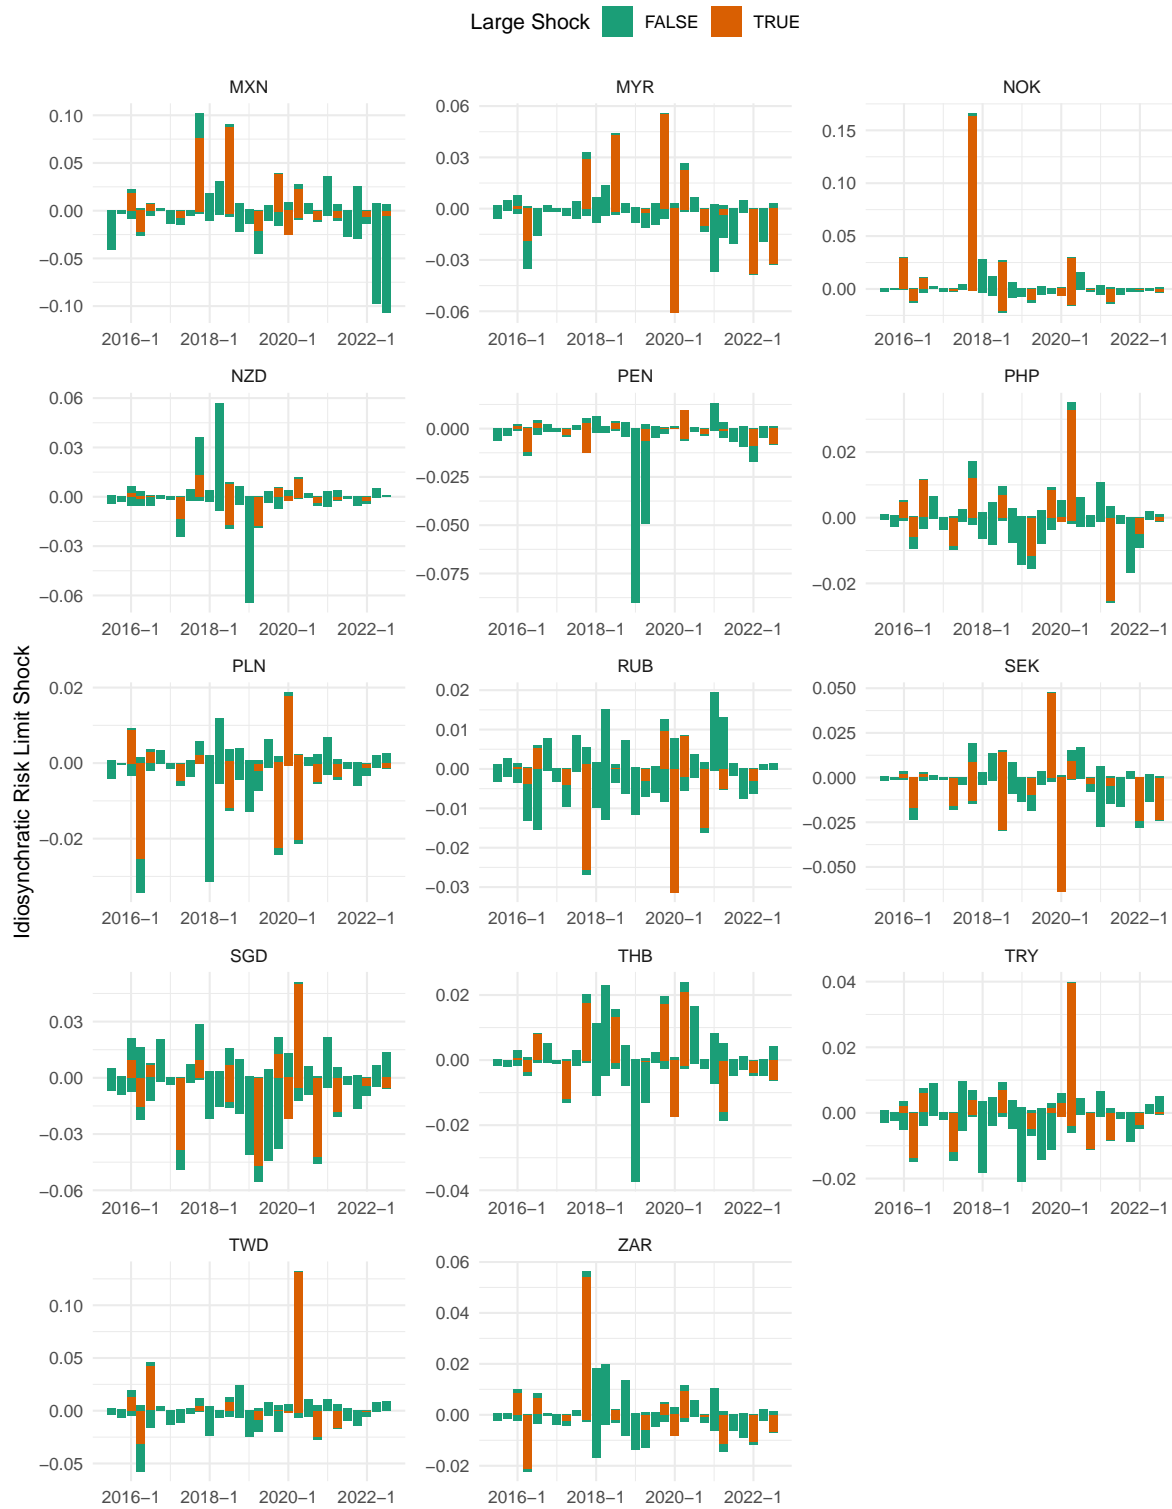 Large Shock FALSE TRUE
Idiosynchratic Risk Limit Shock
MXN
0.10
0.05
0.00
−0.05
−0.10
2016−1 2018−1 2020−1 2022−1
MYR
0.06
0.03
0.00
−0.03
−0.06
2016−1 2018−1 2020−1 2022−1
NOK
0.15
0.10
0.05
0.00
2016−1 2018−1 2020−1 2022−1
NZD
0.06
0.03
0.00
−0.03
−0.06
2016−1 2018−1 2020−1 2022−1
PEN
0.000
−0.025
−0.050
−0.075
2016−1 2018−1 2020−1 2022−1
PHP
0.02
0.00
−0.02
2016−1 2018−1 2020−1 2022−1
PLN
0.02
0.00
−0.02
2016−1 2018−1 2020−1 2022−1
RUB
0.02
0.01
0.00
−0.01
−0.02
−0.03
2016−1 2018−1 2020−1 2022−1
SEK
0.050
0.025
0.000
−0.025
−0.050
2016−1 2018−1 2020−1 2022−1
SGD
0.03
0.00
−0.03
−0.06
2016−1 2018−1 2020−1 2022−1
THB
0.02
0.00
−0.02
−0.04
2016−1 2018−1 2020−1 2022−1
TRY
0.04
0.02
0.00
−0.02
2016−1 2018−1 2020−1 2022−1
TWD
0.10
0.05
0.00
−0.05
2016−1 2018−1 2020−1 2022−1
ZAR
0.06
0.04
0.02
0.00
−0.02
2016−1 2018−1 2020−1 2022−1